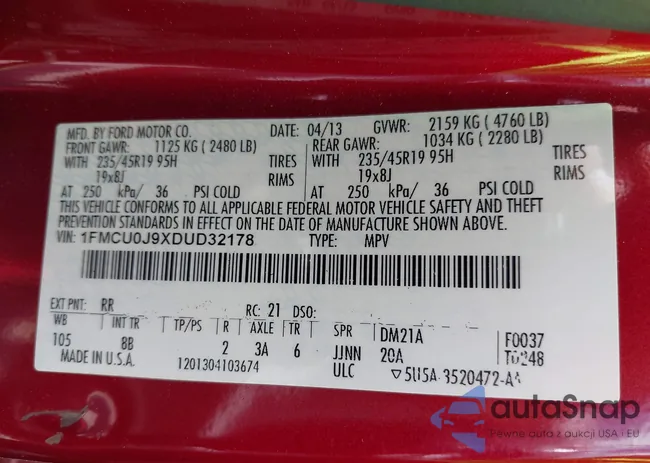 MFD. BY FORD MOTOR CO. DATE: 04/13 GVWR: 2159 KG ( 4760 LB)
FRONT GAWR: 1125 KG ( 2480 LB) REAR GAWR: 1034 KG ( 2280 LB)
WITH 235/45R19 95H TIRES WITH 235/45R19 95H TIRES
19x8J RIMS 19x8J RIMS
AT 250 kPa/ 36 PSI COLD AT 250 kPa/ 36 PSI COLD
THIS VEHICLE CONFORMS TO ALL APPLICABLE FEDERAL MOTOR VEHICLE SAFETY AND THEFT
PREVENTION STANDARDS IN EFFECT ON THE DATE OF MANUFACTURE SHOWN ABOVE.
VIN: 1FMCU0J9XDUD32178 TYPE: MPV
EXT PNT: RR RC: 21 DSO:
WB INT TR TP/PS R AXLE TR SPR DM21A F0037
105 8B 2 3A 6 JJNN 20A T0248
MADE IN U.S.A. 1201304103674 ULC ▽5U5A-3520472-AA
autoSnap
Pewne auta z aukcji USA i EU